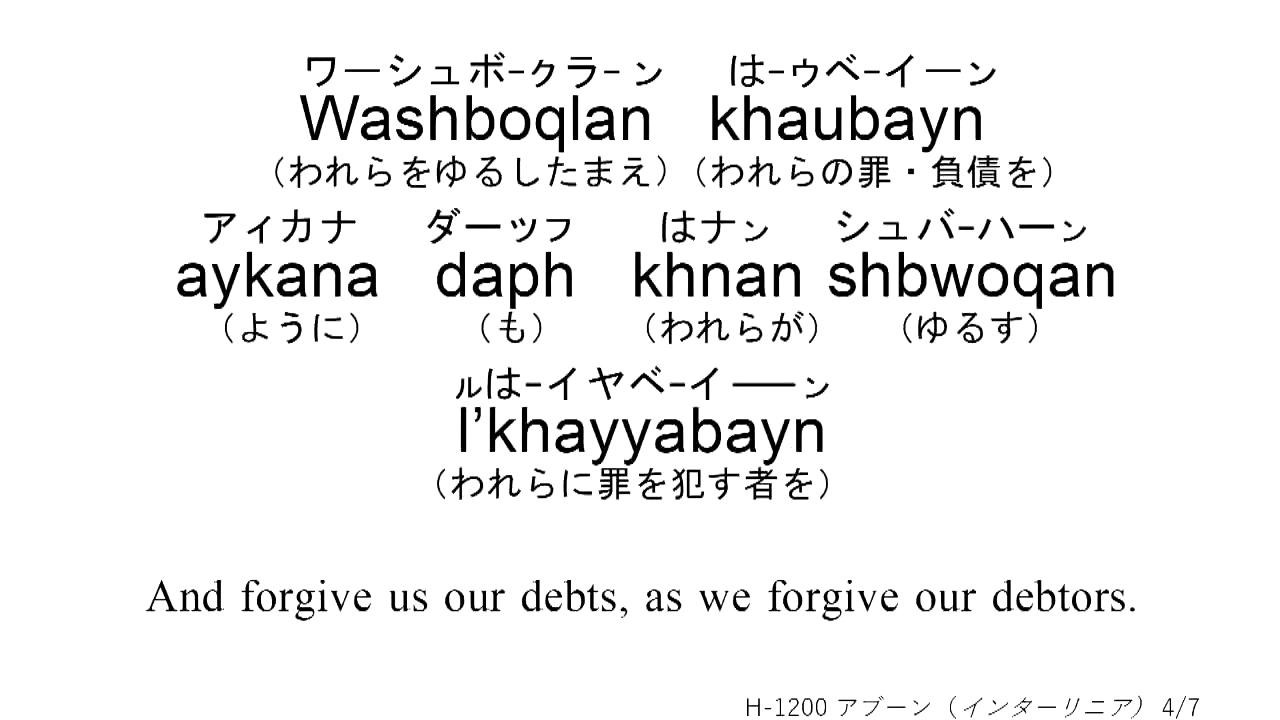 ワーシュボ-クラ- ン は-ゥベ-イーン
Washboqlan khaubayn
（われらをゆるしたまえ）（われらの罪・負債を）
アィカナ ダーッフ はナン シュバ-ハーン
aykana daph khnan shbwoqan
（ように） （も） （われらが） （ゆるす）
ルは-イヤベ-イーーン
l’khayyabayn
（われらに罪を犯す者を）
And forgive us our debts, as we forgive our debtors.
H-1200 アブーン（インターリニア）4/7